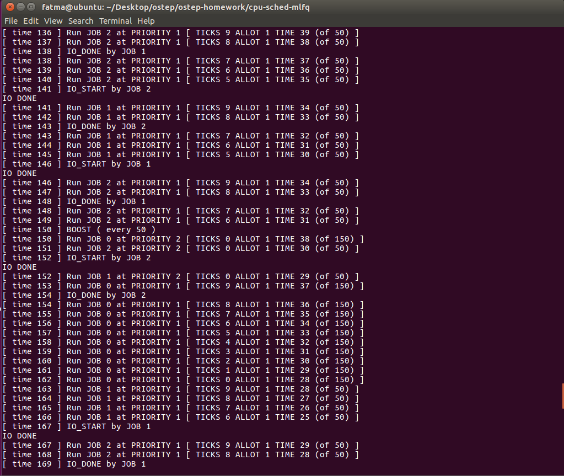 fatma@ubuntu: ~/Desktop/ostep/ostep-homework/cpu-sched-mlfq
File Edit View Search Terminal Help
[ time 136 ] Run JOB 2 at PRIORITY 1 [ TICKS 9 ALLOT 1 TIME 39 (of 50) ]
[ time 137 ] Run JOB 2 at PRIORITY 1 [ TICKS 8 ALLOT 1 TIME 38 (of 50) ]
[ time 138 ] IO_DONE by JOB 1
[ time 138 ] Run JOB 2 at PRIORITY 1 [ TICKS 7 ALLOT 1 TIME 37 (of 50) ]
[ time 139 ] Run JOB 2 at PRIORITY 1 [ TICKS 6 ALLOT 1 TIME 36 (of 50) ]
[ time 140 ] Run JOB 2 at PRIORITY 1 [ TICKS 5 ALLOT 1 TIME 35 (of 50) ]
[ time 141 ] IO_START by JOB 2
IO DONE
[ time 141 ] Run JOB 1 at PRIORITY 1 [ TICKS 9 ALLOT 1 TIME 34 (of 50) ]
[ time 142 ] Run JOB 1 at PRIORITY 1 [ TICKS 8 ALLOT 1 TIME 33 (of 50) ]
[ time 143 ] IO_DONE by JOB 2
[ time 143 ] Run JOB 1 at PRIORITY 1 [ TICKS 7 ALLOT 1 TIME 32 (of 50) ]
[ time 144 ] Run JOB 1 at PRIORITY 1 [ TICKS 6 ALLOT 1 TIME 31 (of 50) ]
[ time 145 ] Run JOB 1 at PRIORITY 1 [ TICKS 5 ALLOT 1 TIME 30 (of 50) ]
[ time 146 ] IO_START by JOB 1
IO DONE
[ time 146 ] Run JOB 2 at PRIORITY 1 [ TICKS 9 ALLOT 1 TIME 34 (of 50) ]
[ time 147 ] Run JOB 2 at PRIORITY 1 [ TICKS 8 ALLOT 1 TIME 33 (of 50) ]
[ time 148 ] IO_DONE by JOB 1
[ time 148 ] Run JOB 2 at PRIORITY 1 [ TICKS 7 ALLOT 1 TIME 32 (of 50) ]
[ time 149 ] Run JOB 2 at PRIORITY 1 [ TICKS 6 ALLOT 1 TIME 31 (of 50) ]
[ time 150 ] BOOST ( every 50 )
[ time 150 ] Run JOB 0 at PRIORITY 2 [ TICKS 0 ALLOT 1 TIME 38 (of 150) ]
[ time 151 ] Run JOB 2 at PRIORITY 2 [ TICKS 0 ALLOT 1 TIME 30 (of 50) ]
[ time 152 ] IO_START by JOB 2
IO DONE
[ time 152 ] Run JOB 1 at PRIORITY 2 [ TICKS 0 ALLOT 1 TIME 29 (of 50) ]
[ time 153 ] Run JOB 0 at PRIORITY 1 [ TICKS 9 ALLOT 1 TIME 37 (of 150) ]
[ time 154 ] IO_DONE by JOB 2
[ time 154 ] Run JOB 0 at PRIORITY 1 [ TICKS 8 ALLOT 1 TIME 36 (of 150) ]
[ time 155 ] Run JOB 0 at PRIORITY 1 [ TICKS 7 ALLOT 1 TIME 35 (of 150) ]
[ time 156 ] Run JOB 0 at PRIORITY 1 [ TICKS 6 ALLOT 1 TIME 34 (of 150) ]
[ time 157 ] Run JOB 0 at PRIORITY 1 [ TICKS 5 ALLOT 1 TIME 33 (of 150) ]
[ time 158 ] Run JOB 0 at PRIORITY 1 [ TICKS 4 ALLOT 1 TIME 32 (of 150) ]
[ time 159 ] Run JOB 0 at PRIORITY 1 [ TICKS 3 ALLOT 1 TIME 31 (of 150) ]
[ time 160 ] Run JOB 0 at PRIORITY 1 [ TICKS 2 ALLOT 1 TIME 30 (of 150) ]
[ time 161 ] Run JOB 0 at PRIORITY 1 [ TICKS 1 ALLOT 1 TIME 29 (of 150) ]
[ time 162 ] Run JOB 0 at PRIORITY 1 [ TICKS 0 ALLOT 1 TIME 28 (of 150) ]
[ time 163 ] Run JOB 1 at PRIORITY 1 [ TICKS 9 ALLOT 1 TIME 28 (of 50) ]
[ time 164 ] Run JOB 1 at PRIORITY 1 [ TICKS 8 ALLOT 1 TIME 27 (of 50) ]
[ time 165 ] Run JOB 1 at PRIORITY 1 [ TICKS 7 ALLOT 1 TIME 26 (of 50) ]
[ time 166 ] Run JOB 1 at PRIORITY 1 [ TICKS 6 ALLOT 1 TIME 25 (of 50) ]
[ time 167 ] IO_START by JOB 1
IO DONE
[ time 167 ] Run JOB 2 at PRIORITY 1 [ TICKS 9 ALLOT 1 TIME 29 (of 50) ]
[ time 168 ] Run JOB 2 at PRIORITY 1 [ TICKS 8 ALLOT 1 TIME 28 (of 50) ]
[ time 169 ] IO_DONE by JOB 1